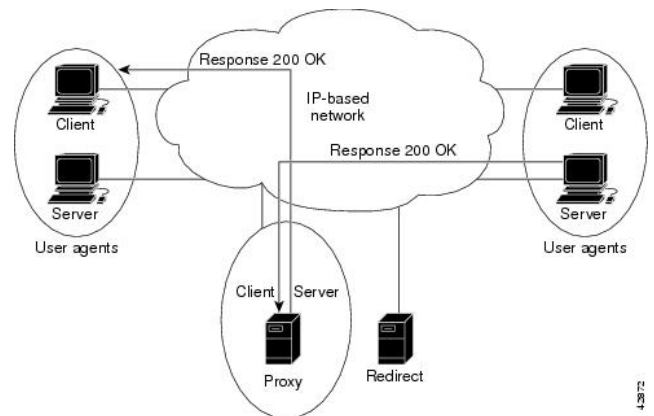 Response 200 OK
IP-based
network
Client
Client
Response 200 OK
Server
Server
User agents
User agents
Client
Server
Proxy
Redirect
42872